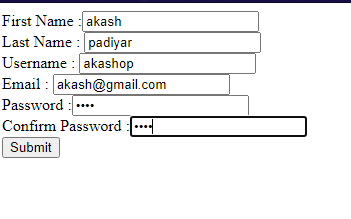 First Name : akash
Last Name : padiyar
Username : akashop
Email : akash@gmail.com
Password : ••••
Confirm Password : ••••
Submit